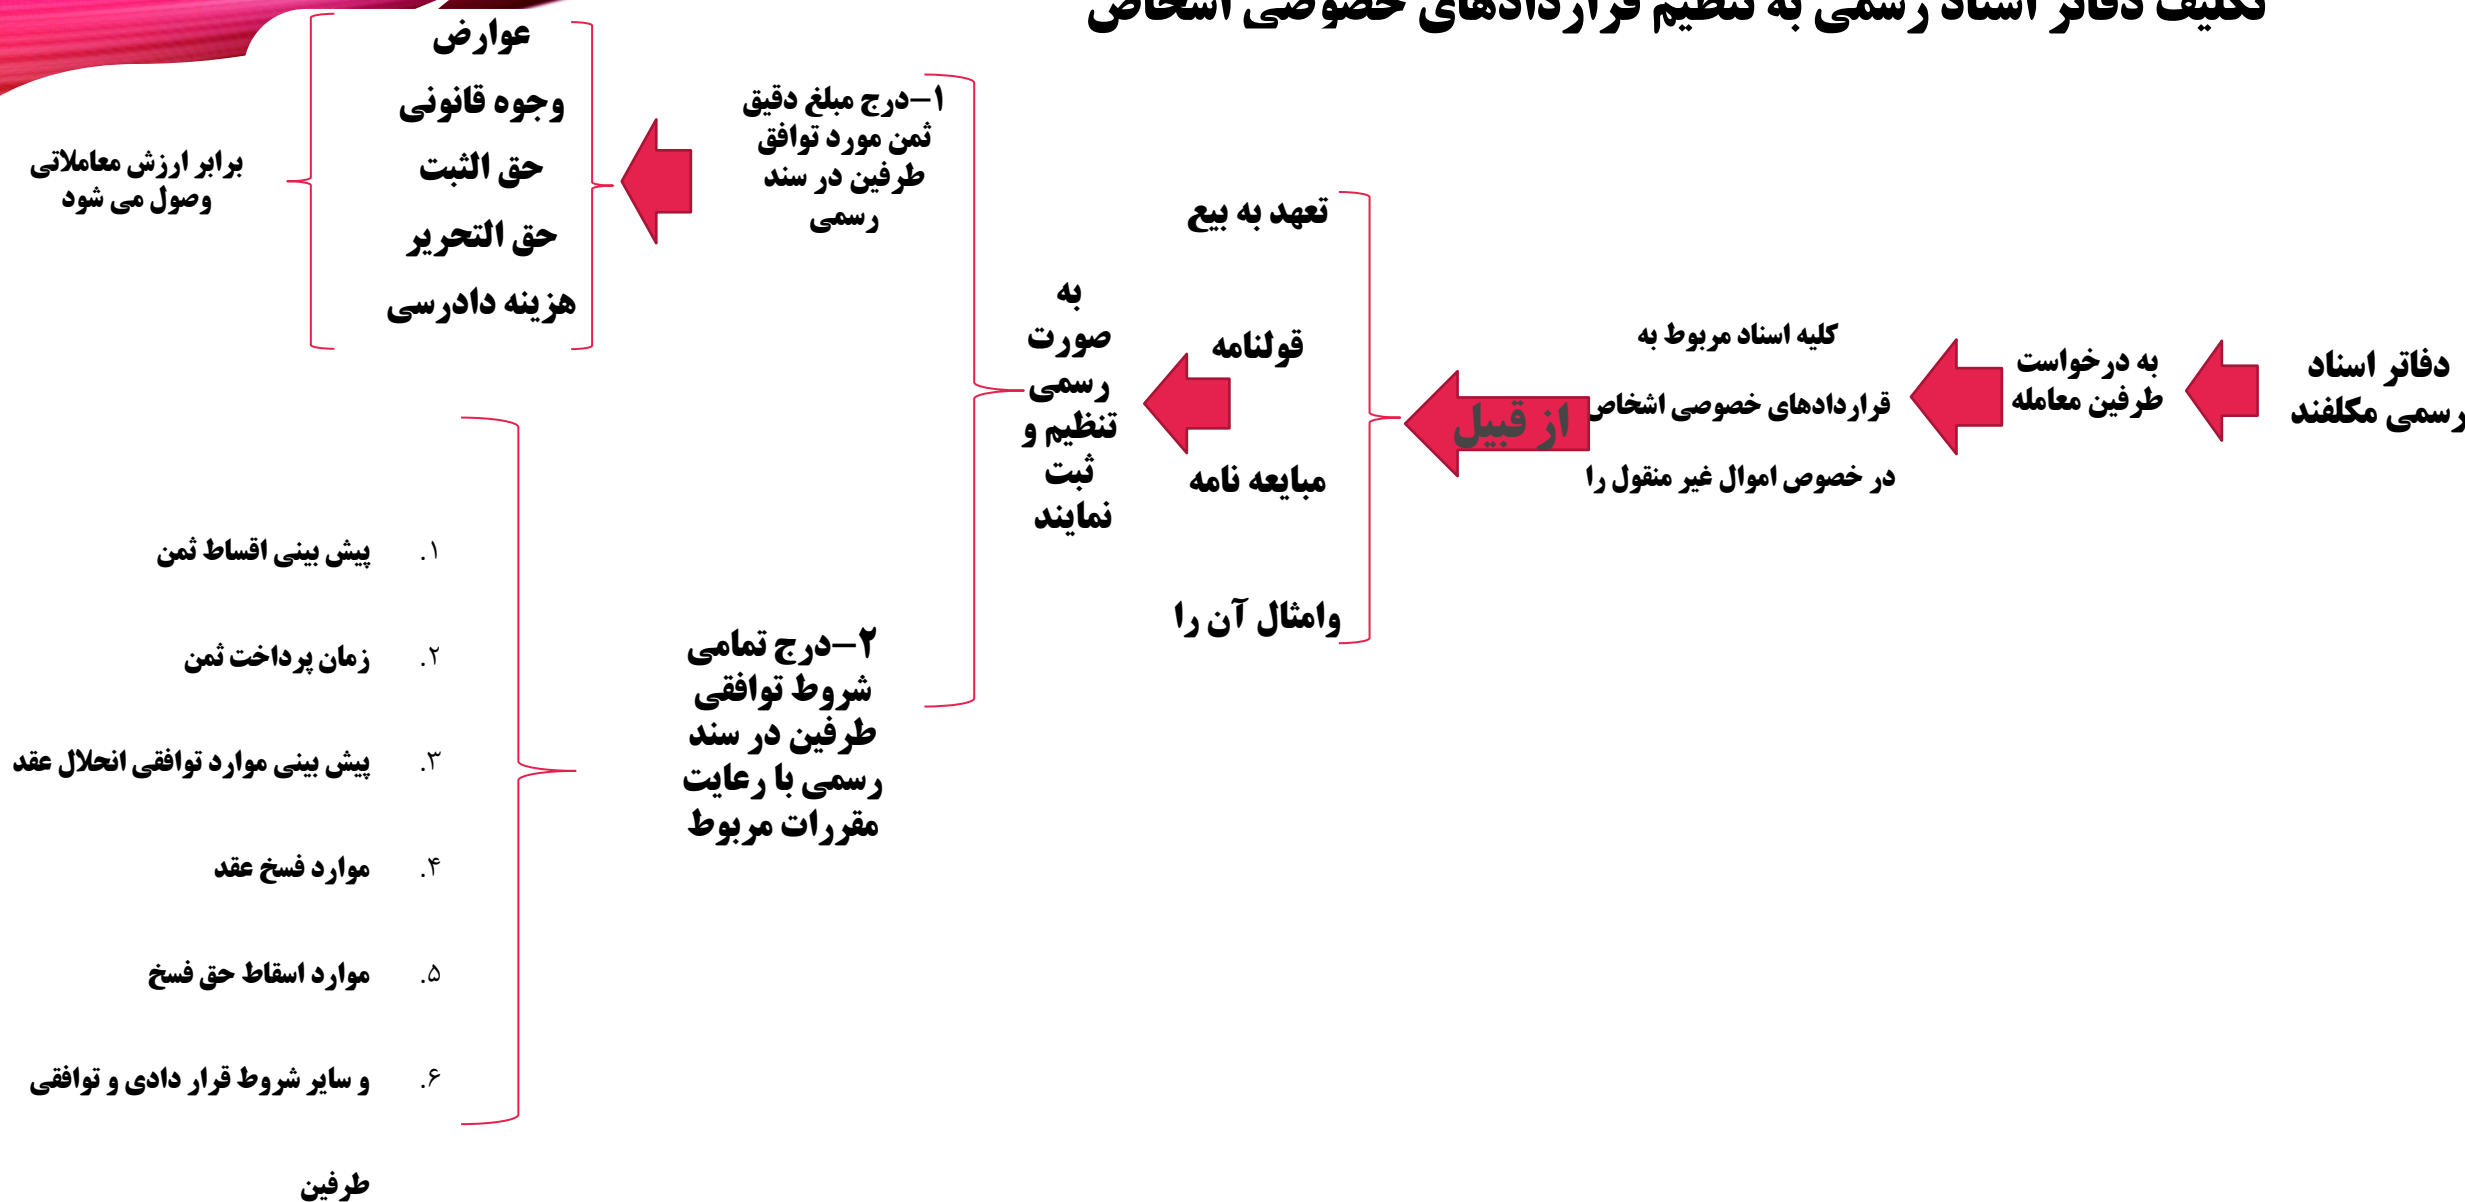 تکلیف دفاتر اسناد رسمی به تنظیم قراردادهای خصوصی اشخاص
دفاتر اسناد
رسمی مکلفند
به درخواست
طرفین معامله
کلیه اسناد مربوط به
قراردادهای خصوصی اشخاص
در خصوص اموال غیر منقول را
از قبیل
تعهد به بیع
قولنامه
مبایعه نامه
وامثال آن را
به
صورت
رسمی
تنظیم و
ثبت
نمایند
۱–درج مبلغ دقیق
ثمن مورد توافق
طرفین در سند
رسمی
عوارض
وجوه قانونی
حق الثبت
حق التحریر
هزینه دادرسی
برابر ارزش معاملاتی
وصول می شود
۲–درج تمامی
شروط توافقی
طرفین در سند
رسمی با رعایت
مقررات مربوط
۱. پیش بینی اقساط ثمن
۲. زمان پرداخت ثمن
۳. پیش بینی موارد توافقی انحلال عقد
۴. موارد فسخ عقد
۵. موارد اسقاط حق فسخ
۶. و سایر شروط قرار دادی و توافقی
طرفین